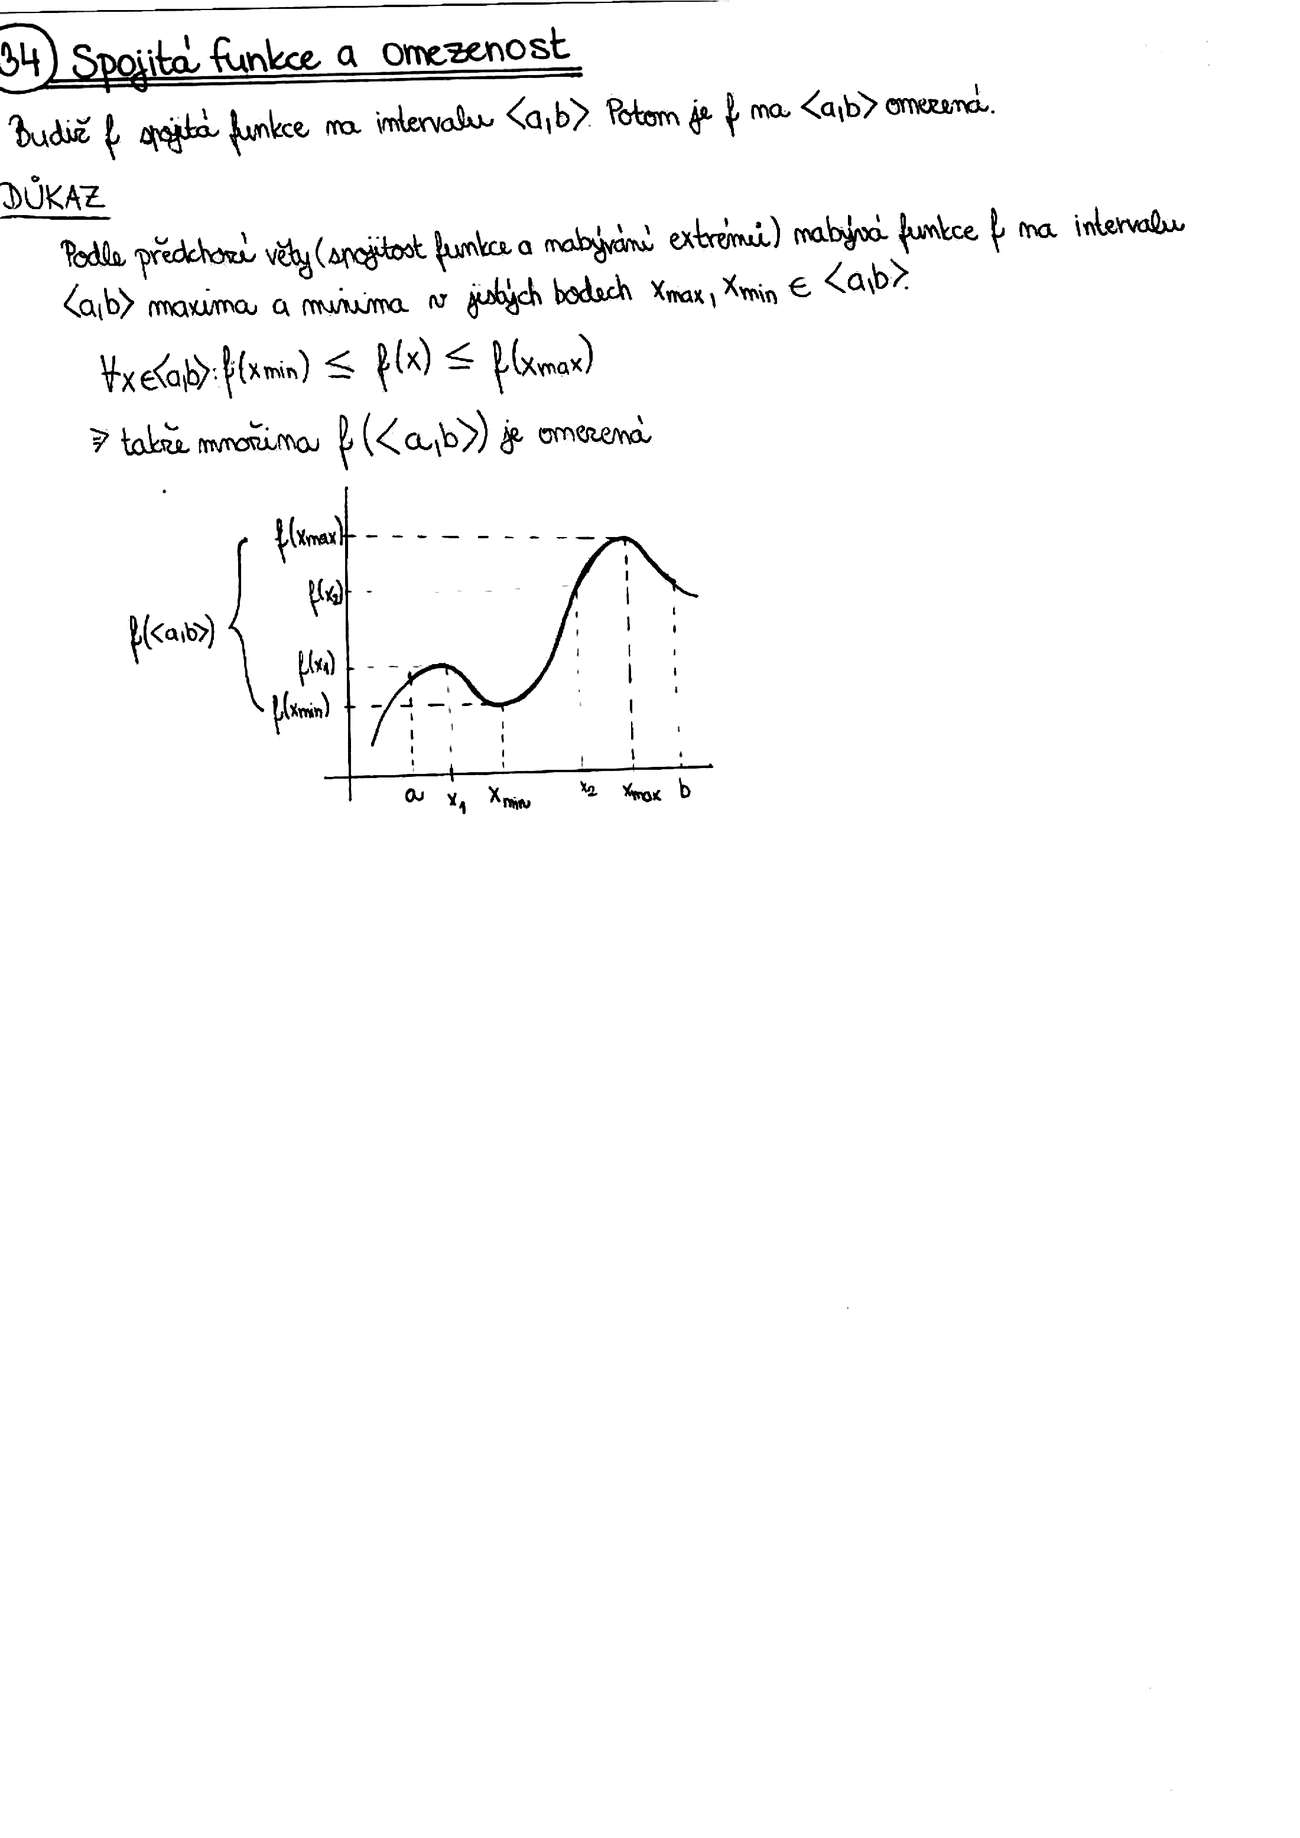 34 Spojitá funkce a omezenost
Budiž f spojitá funkce na intervalu <a,b>. Potom je f na <a,b> omezená.
DŮKAZ
Podle předchozí věty (spojitost funkce a nabývání extrémů) nabývá funkce f na intervalu
<a,b> maxima a minima v jistých bodech xmax, xmin ∈ <a,b>.
∀x∈<a,b>: f(xmin) ≤ f(x) ≤ f(xmax)
⇒ takže množina f(<a,b>) je omezená
f(xmax)
f(x2)
f(<a,b>)
f(x1)
f(xmin)
a x1 xmin x2 xmax b